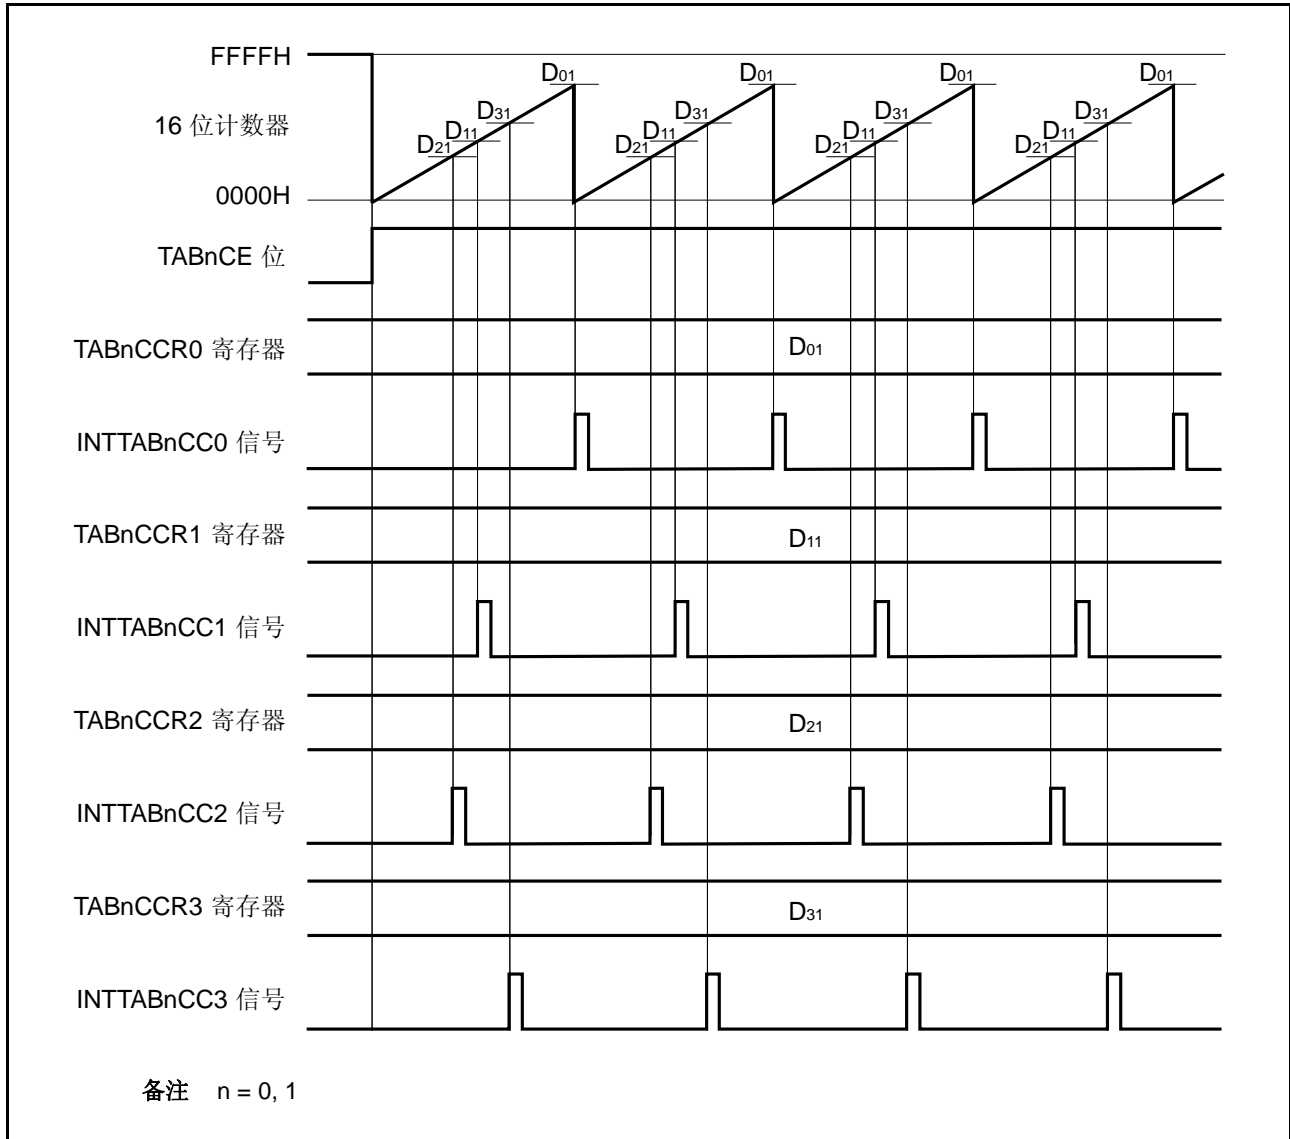 FFFFH
D01 D01 D01 D01
16 位计数器
D31 D31 D31 D31
D11 D11 D11 D11
D21 D21 D21 D21
0000H
TABnCE 位
TABnCCR0 寄存器
D01
INTTABnCC0 信号
TABnCCR1 寄存器
D11
INTTABnCC1 信号
TABnCCR2 寄存器
D21
INTTABnCC2 信号
TABnCCR3 寄存器
D31
INTTABnCC3 信号
备注 n = 0, 1